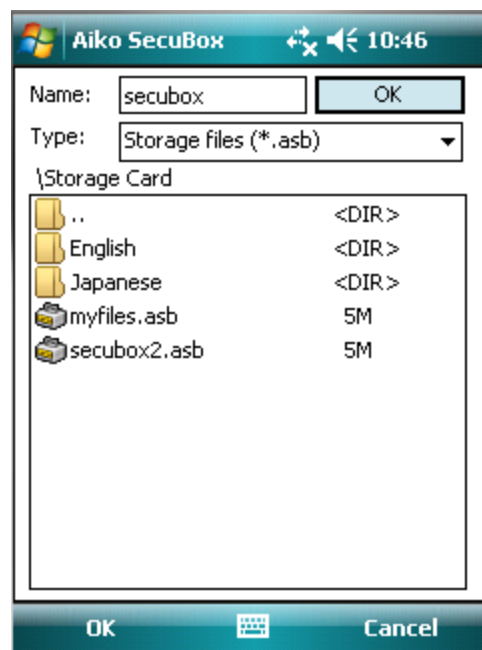 Aiko SecuBox 10:46
Name: secubox OK
Type: Storage files (*.asb)
\Storage Card
.. <DIR>
English <DIR>
Japanese <DIR>
myfiles.asb 5M
secubox2.asb 5M
OK Cancel